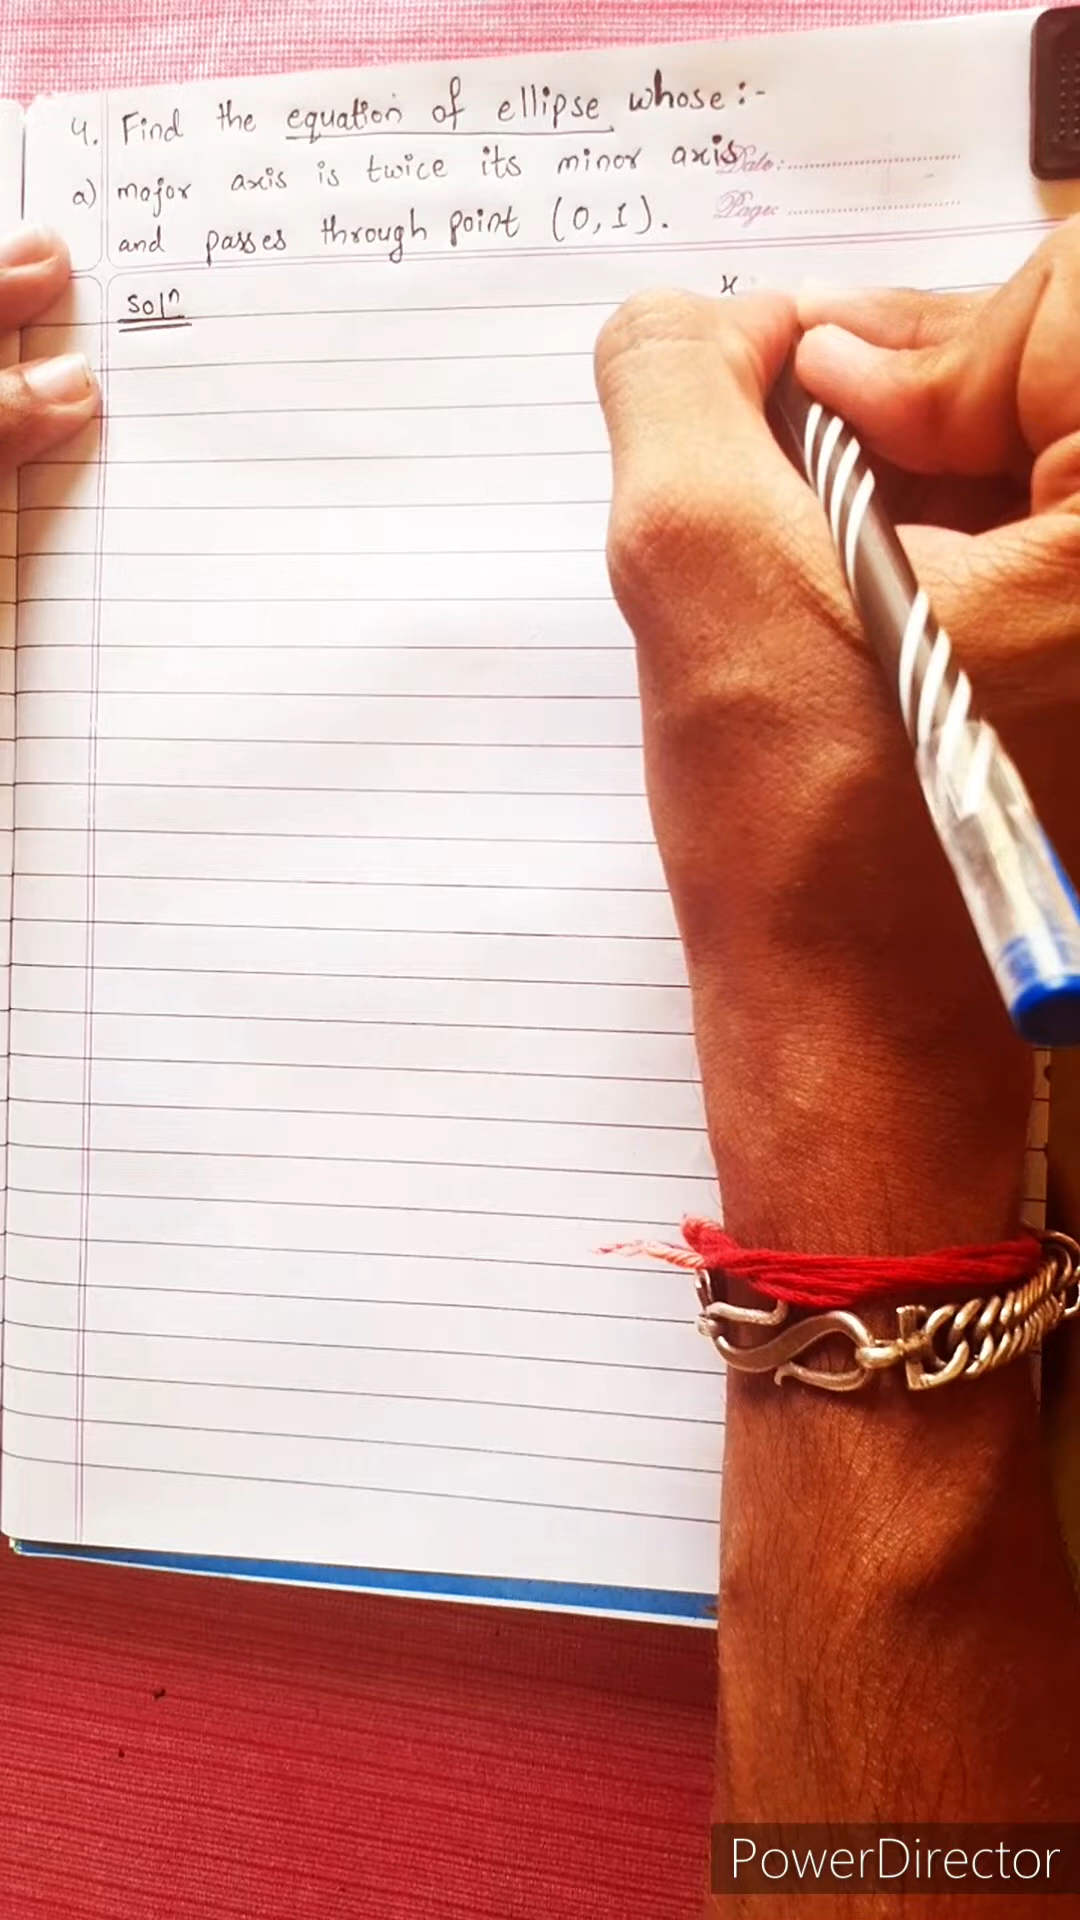 4. Find the equation of ellipse whose :-
a) major axis is twice its minor axis
Date:
and passes through point (0,1).
Page:
Solⁿ
x
PowerDirector